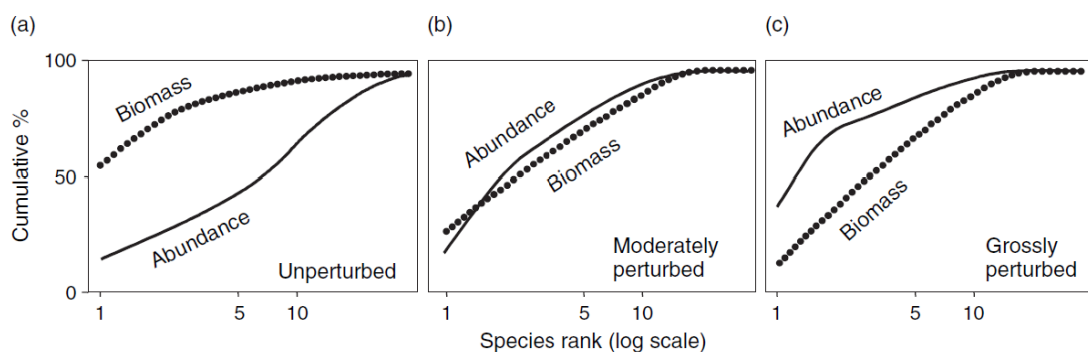 (a)
(b)
(c)
Cumulative %
100
50
0
Biomass
Abundance
Unperturbed
1
5
10
Abundance
Biomass
Moderately
perturbed
1
5
10
Abundance
Biomass
Grossly
perturbed
1
5
10
Species rank (log scale)